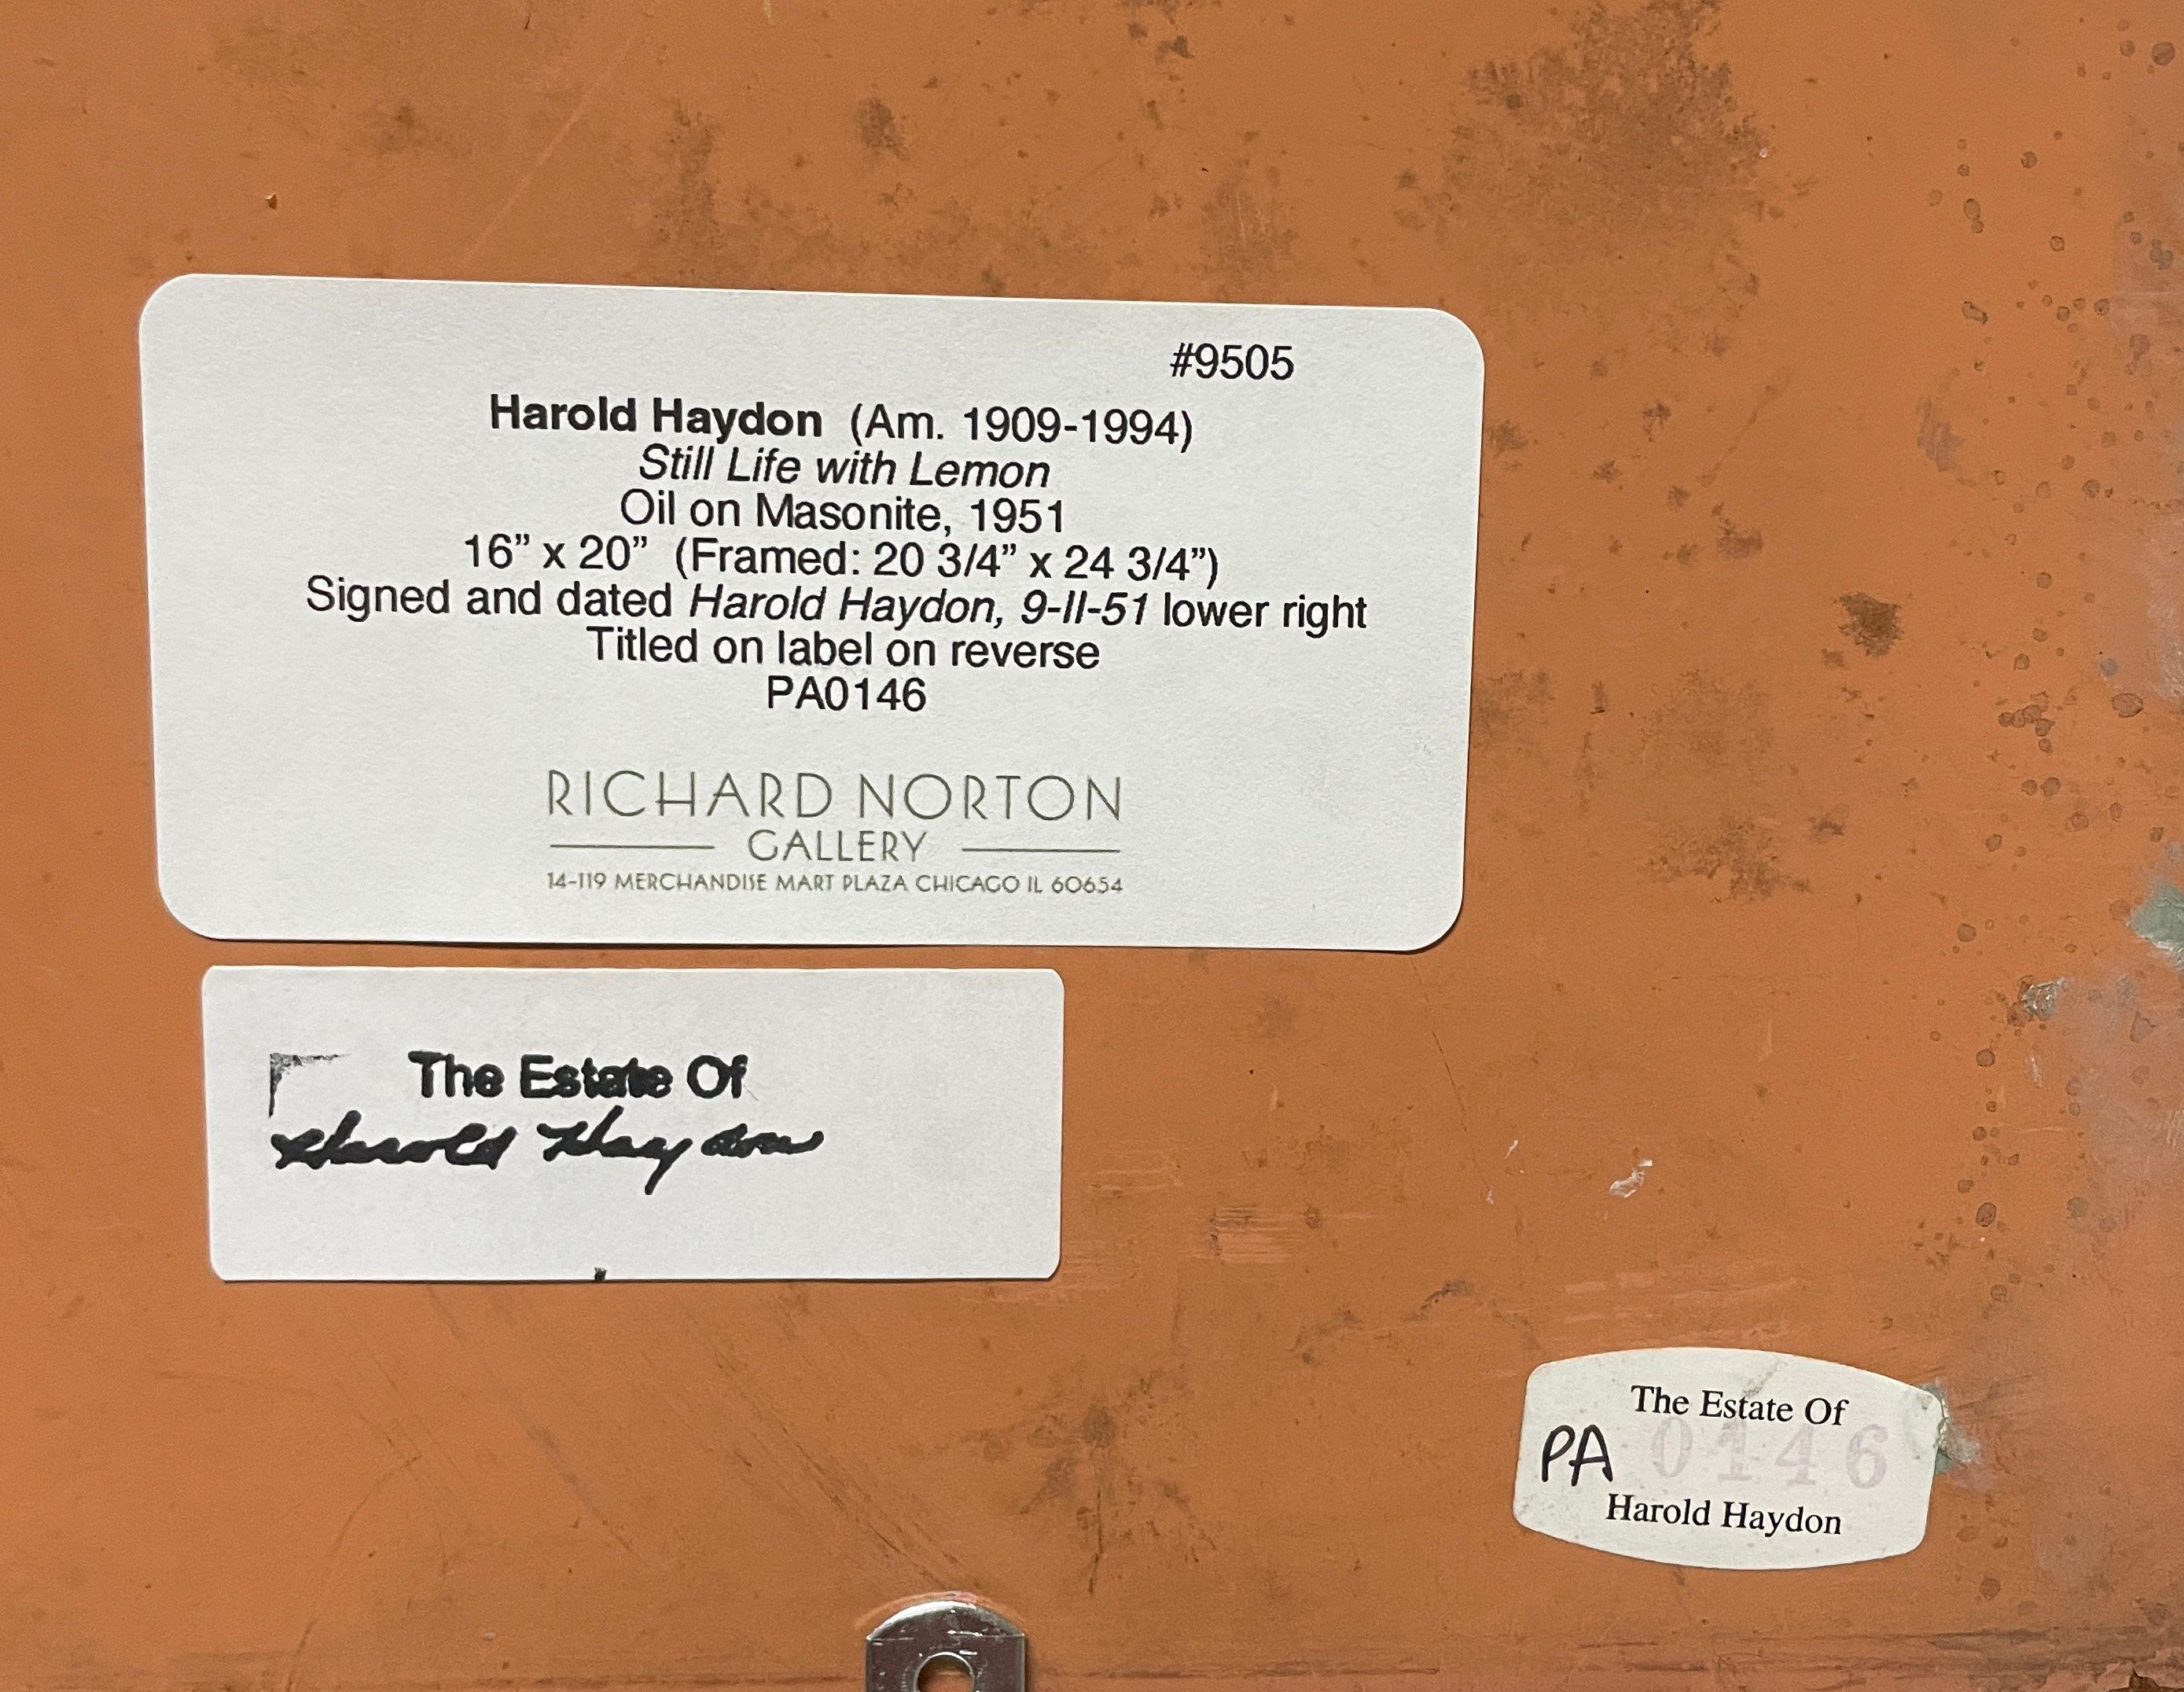 #9505
Harold Haydon (Am. 1909-1994)
Still Life with Lemon
Oil on Masonite, 1951
16” x 20” (Framed: 20 3/4” x 24 3/4”)
Signed and dated Harold Haydon, 9-II-51 lower right
Titled on label on reverse
PA0146
RICHARD NORTON
GALLERY
14-119 MERCHANDISE MART PLAZA CHICAGO IL 60654
The Estate Of
Harold Haydon
The Estate Of
PA 0146
Harold Haydon